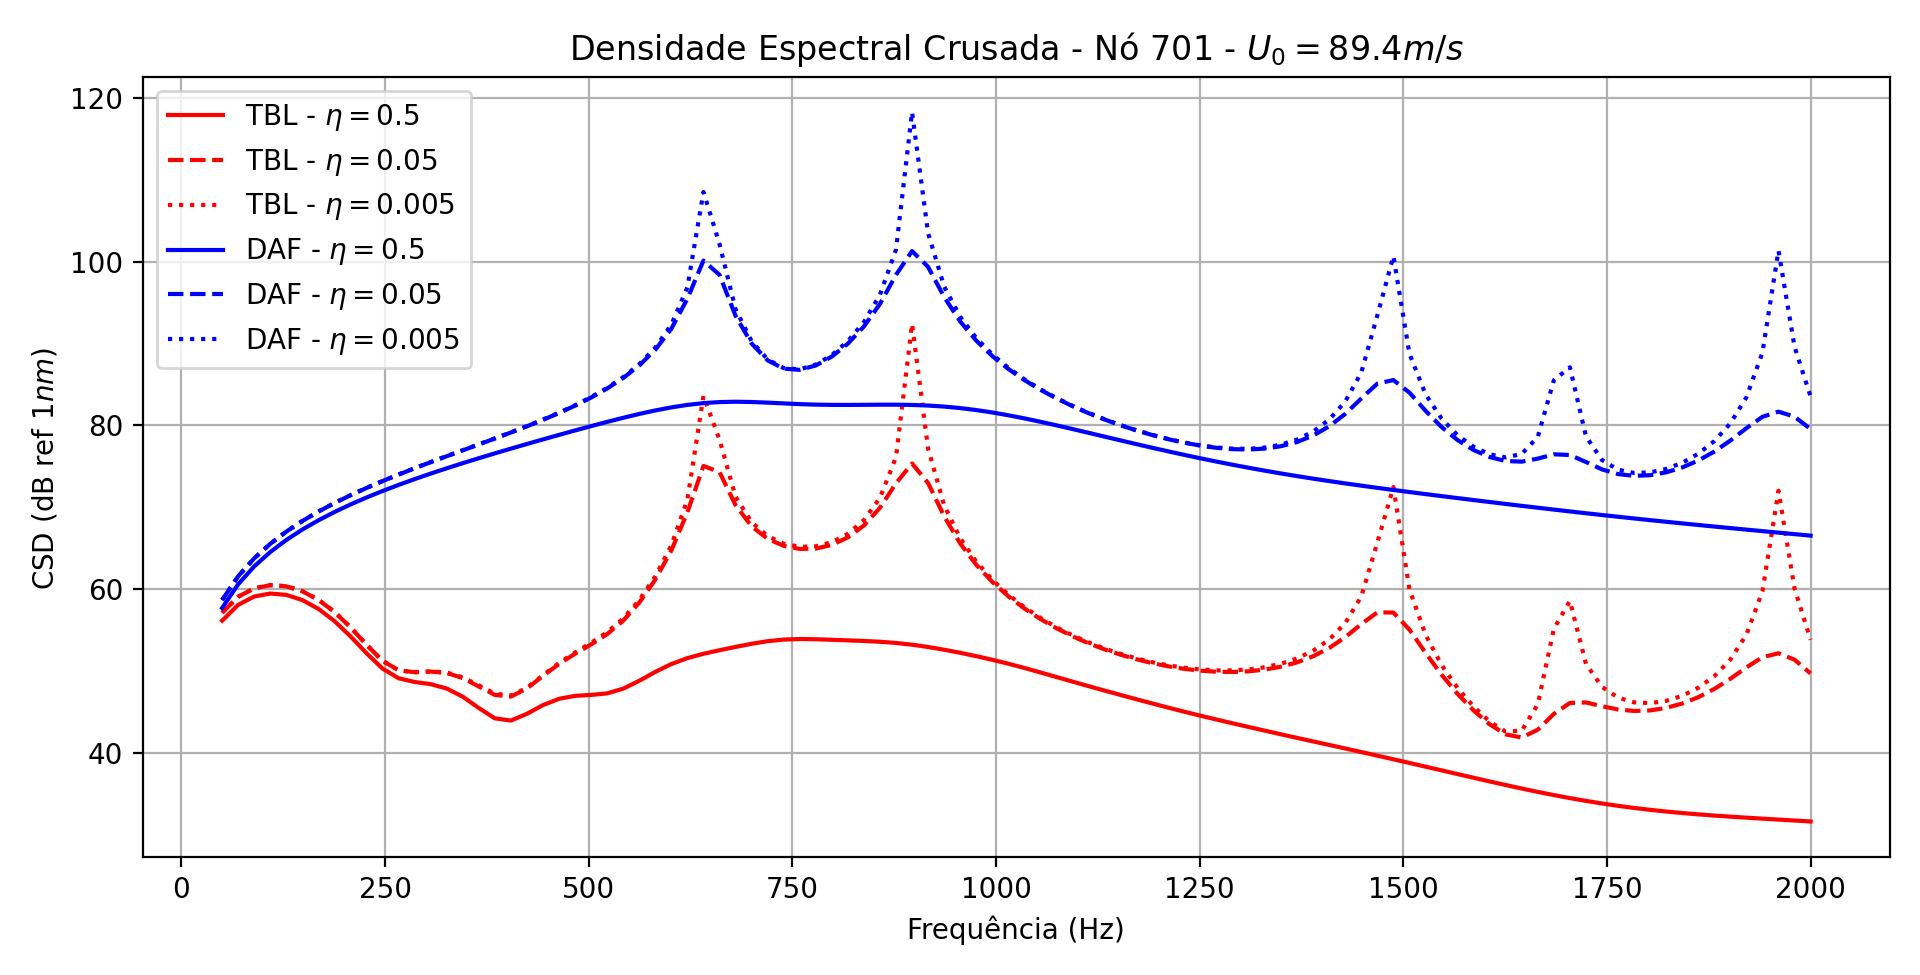 Densidade Espectral Crusada - Nó 701 - U₀ = 89.4m/s
TBL - η = 0.5
TBL - η = 0.05
TBL - η = 0.005
DAF - η = 0.5
DAF - η = 0.05
DAF - η = 0.005
CSD (dB ref 1nm)
120
100
80
60
40
0 250 500 750 1000 1250 1500 1750 2000
Frequência (Hz)